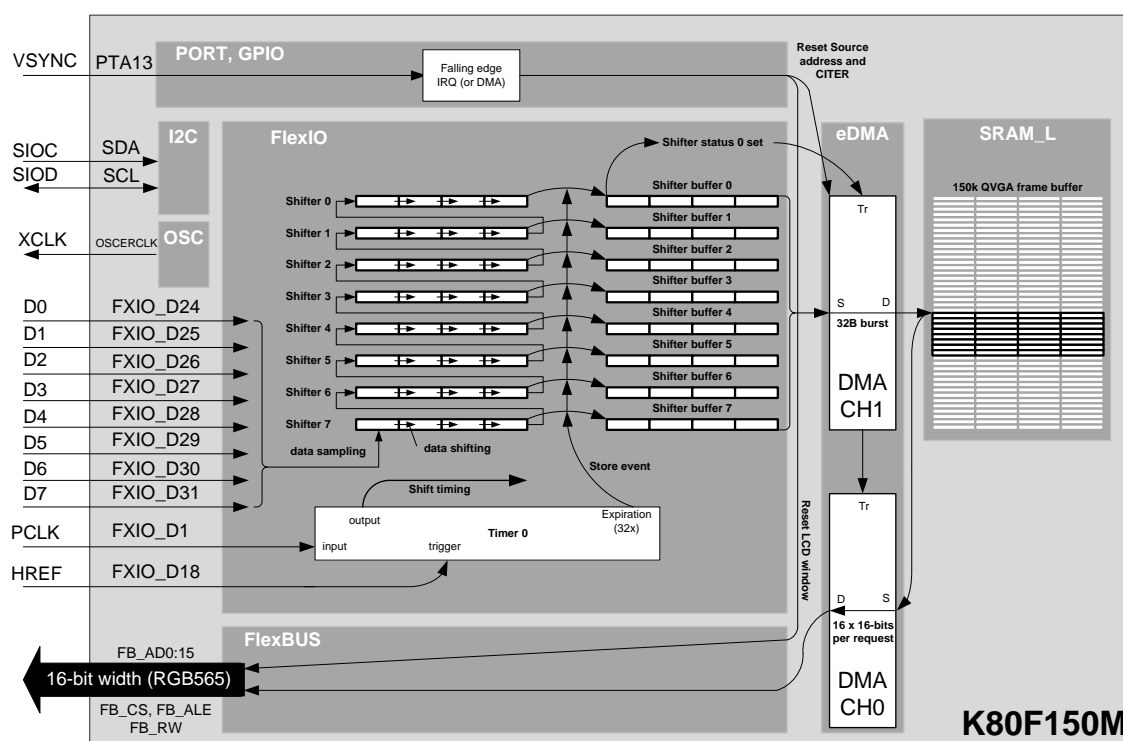 VSYNC
PTA13
PORT, GPIO
Falling edge
IRQ (or DMA)
Reset Source
address and
CITER
SIOC
SDA
SIOD
SCL
I2C
XCLK
OSCERCLK
OSC
D0
FXIO_D24
D1
FXIO_D25
D2
FXIO_D26
D3
FXIO_D27
D4
FXIO_D28
D5
FXIO_D29
D6
FXIO_D30
D7
FXIO_D31
PCLK
FXIO_D1
HREF
FXIO_D18
FlexIO
Shifter status 0 set
Shifter 0
Shifter buffer 0
Shifter 1
Shifter buffer 1
Shifter 2
Shifter buffer 2
Shifter 3
Shifter buffer 3
Shifter 4
Shifter buffer 4
Shifter 5
Shifter buffer 5
Shifter 6
Shifter buffer 6
Shifter 7
Shifter buffer 7
data sampling
data shifting
Store event
Shift timing
output
Timer 0
Expiration
(32x)
input
trigger
Reset LCD window
eDMA
Tr
S
D
32B burst
DMA
CH1
Tr
D
S
16 x 16-bits
per request
DMA
CH0
SRAM_L
150k QVGA frame buffer
FlexBUS
FB_AD0:15
16-bit width (RGB565)
FB_CS, FB_ALE
FB_RW
K80F150M